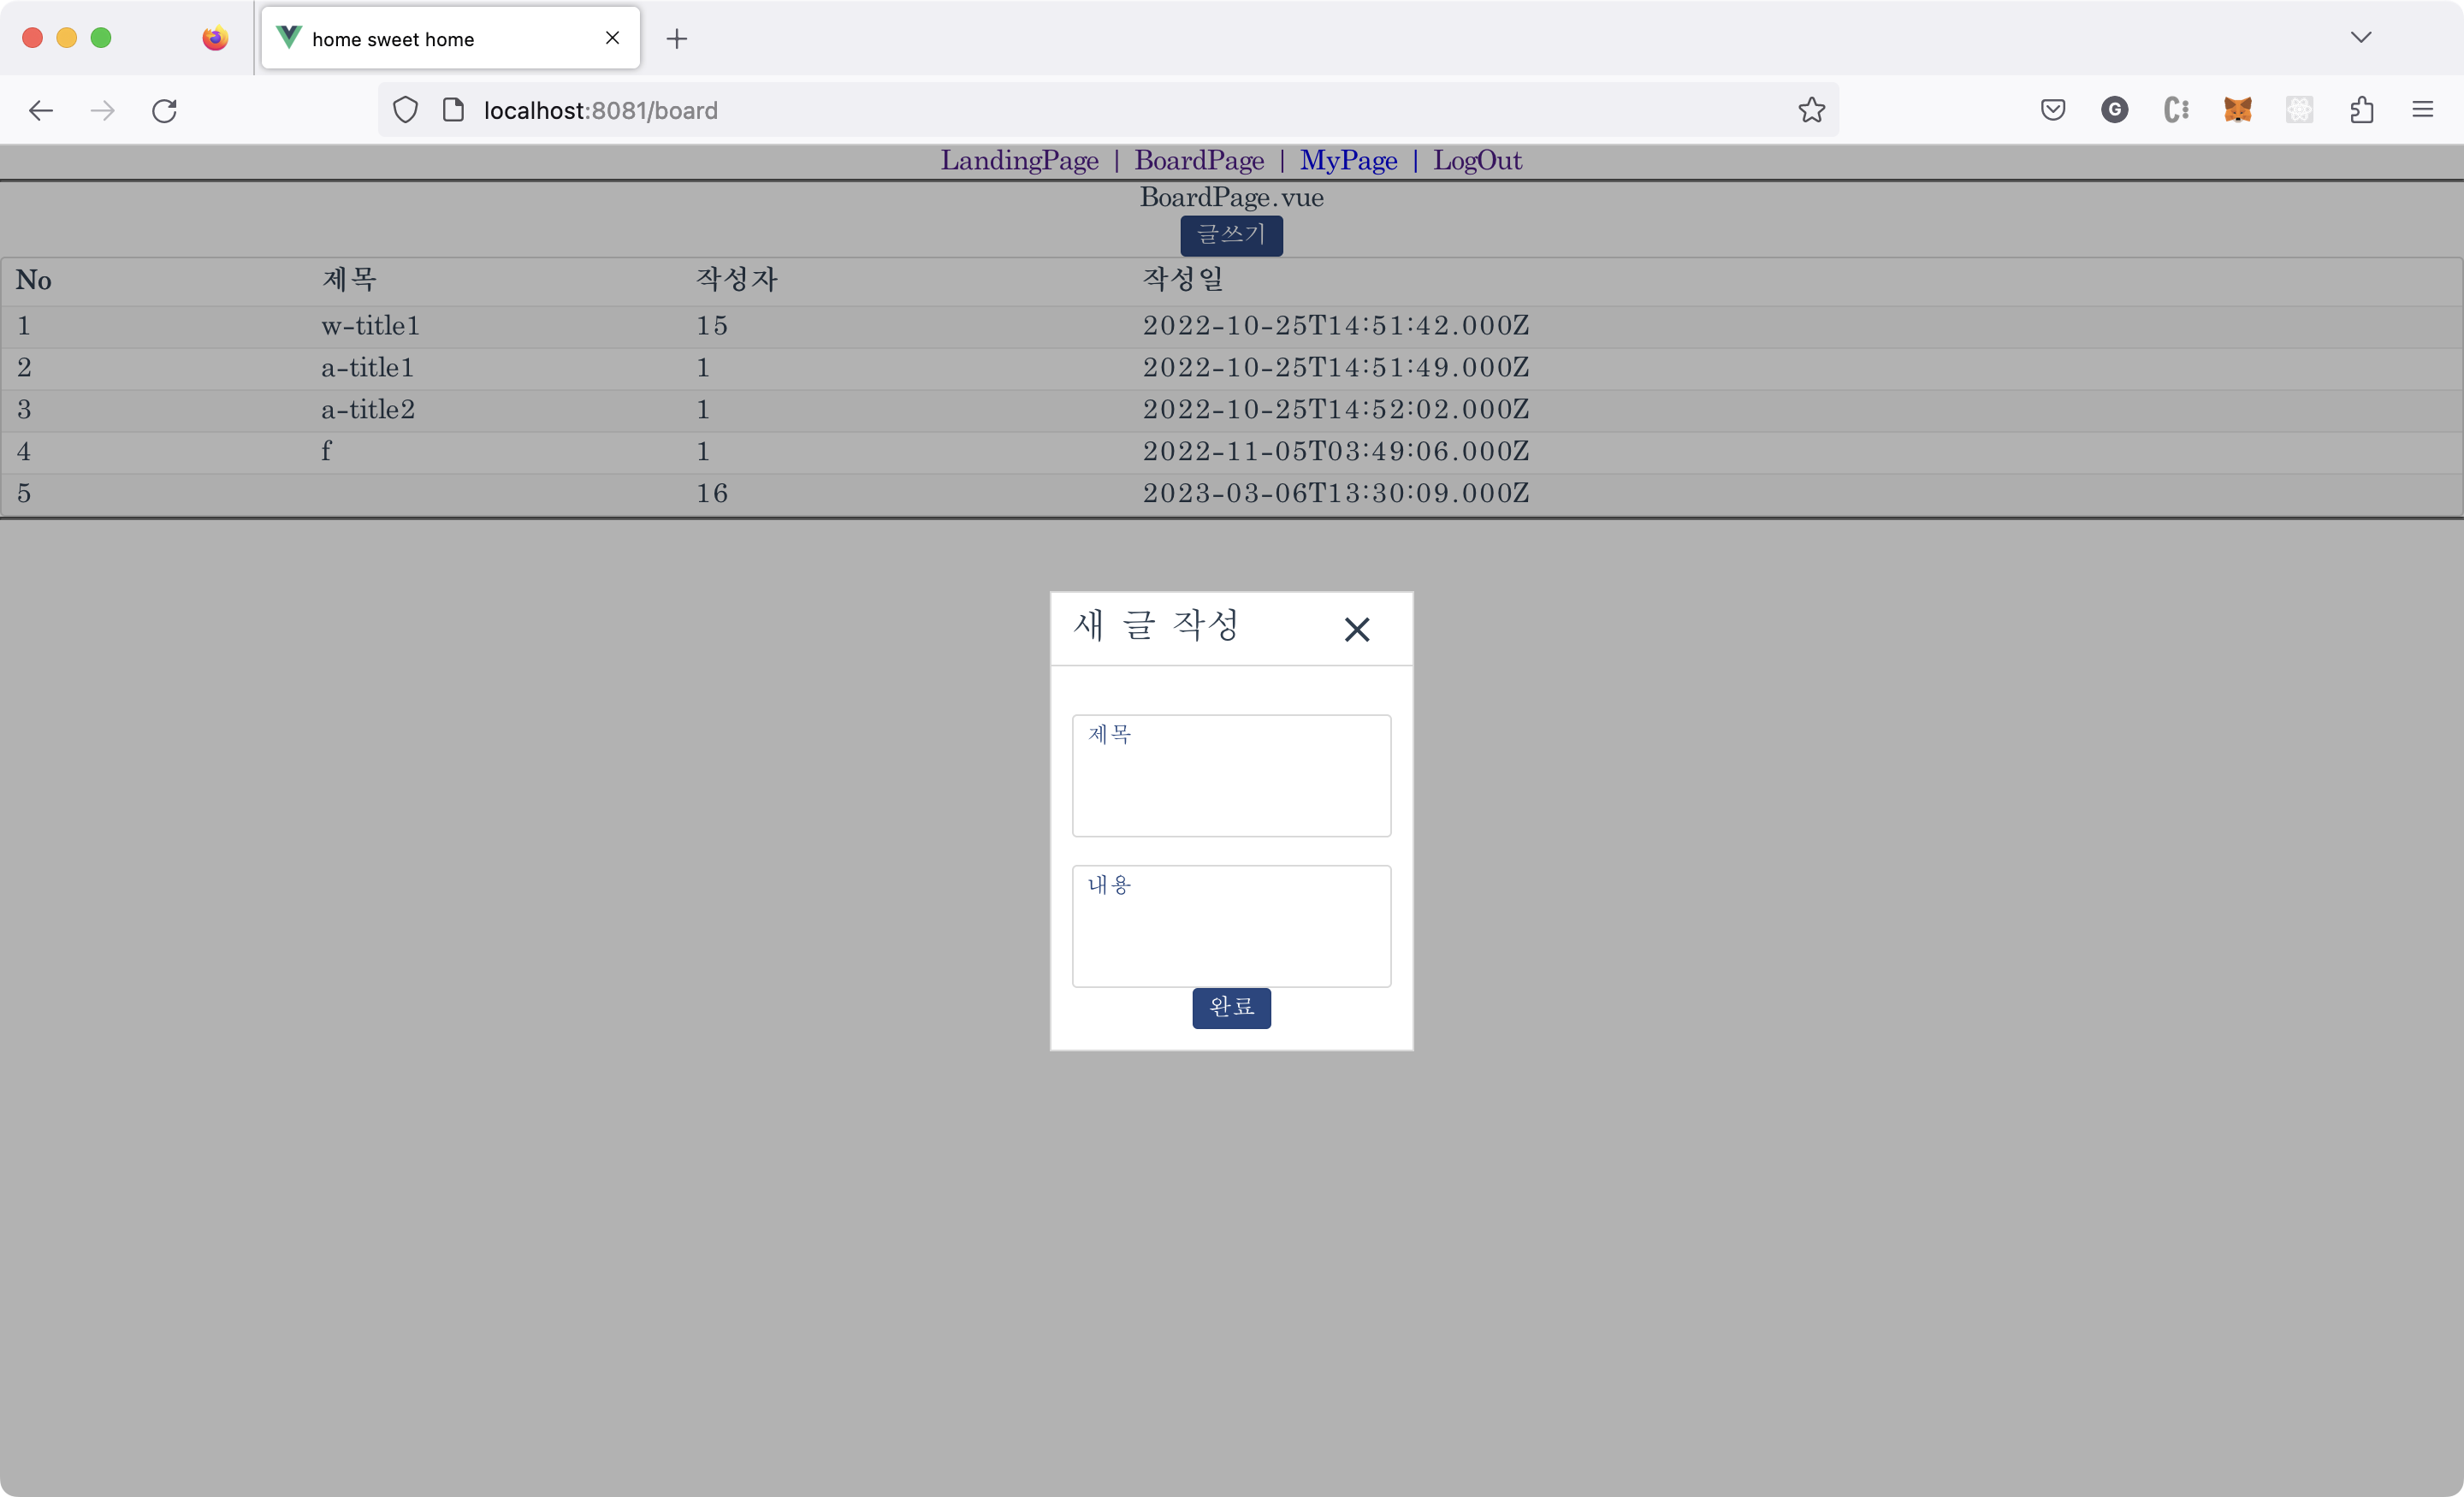 home sweet home
localhost:8081/board
G
LandingPage | BoardPage | MyPage | LogOut
BoardPage.vue
글쓰기
No 제목 작성자 작성일
1 w-title1 15 2022-10-25T14:51:42.000Z
2 a-title1 1 2022-10-25T14:51:49.000Z
3 a-title2 1 2022-10-25T14:52:02.000Z
4 f 1 2022-11-05T03:49:06.000Z
5 16 2023-03-06T13:30:09.000Z
새 글 작성
제목
내용
완료